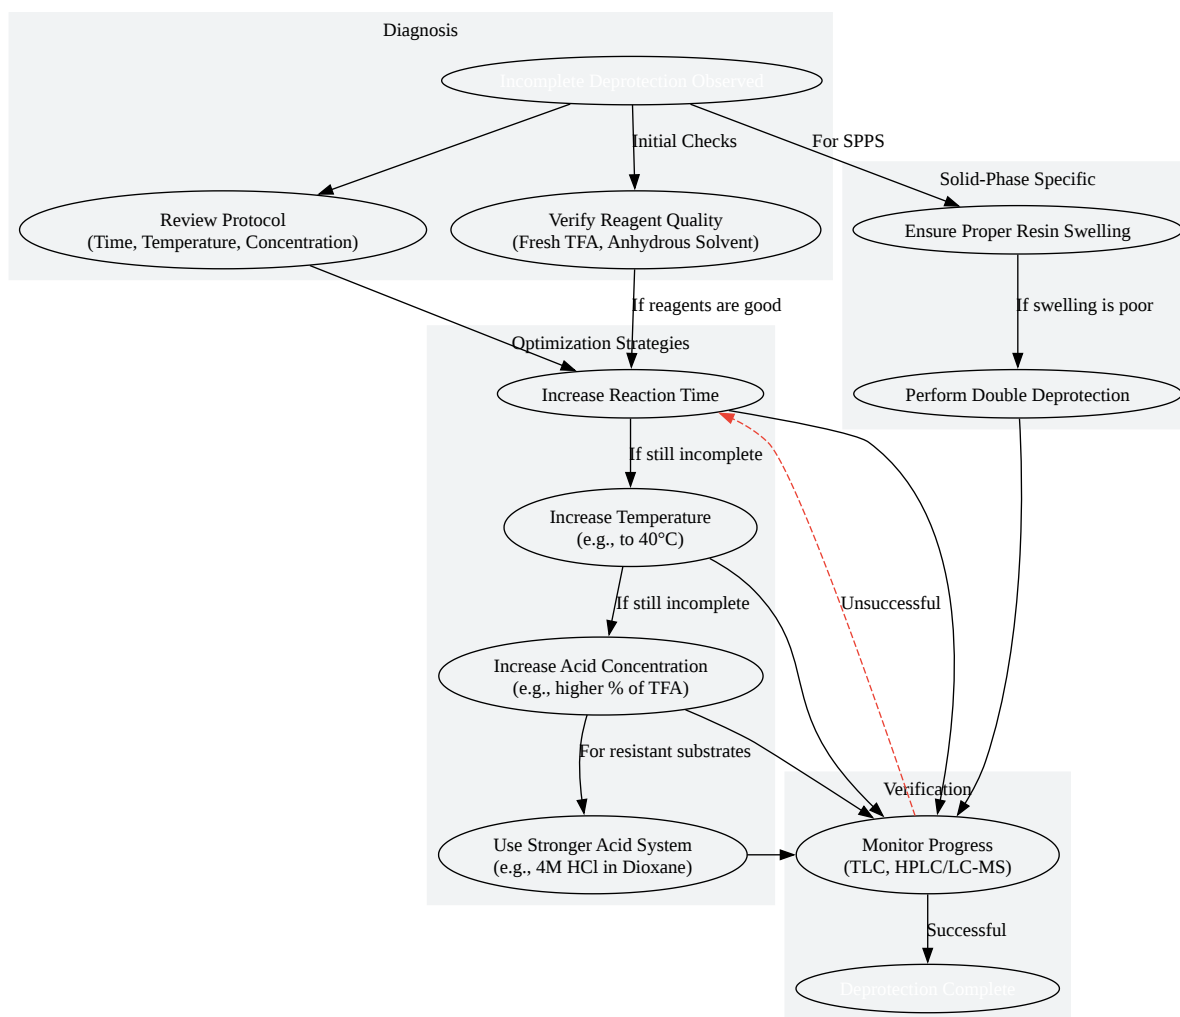 Diagnosis
Incomplete Deprotection Observed
Initial Checks
For SPPS
Solid-Phase Specific
Review Protocol
(Time, Temperature, Concentration)
Verify Reagent Quality
(Fresh TFA, Anhydrous Solvent)
Ensure Proper Resin Swelling
If reagents are good
If swelling is poor
Optimization Strategies
Increase Reaction Time
Perform Double Deprotection
If still incomplete
Increase Temperature
(e.g., to 40°C)
If still incomplete
Unsuccessful
Increase Acid Concentration
(e.g., higher % of TFA)
For resistant substrates
Verification
Use Stronger Acid System
(e.g., 4M HCl in Dioxane)
Monitor Progress
(TLC, HPLC/LC-MS)
Successful
Deprotection Complete